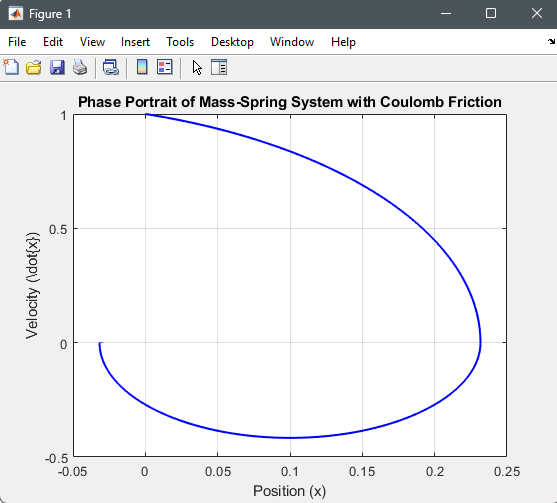 Figure 1
File Edit View Insert Tools Desktop Window Help
Phase Portrait of Mass-Spring System with Coulomb Friction
1
0.5
0
-0.5
Velocity (\dot{x})
-0.05 0 0.05 0.1 0.15 0.2 0.25
Position (x)